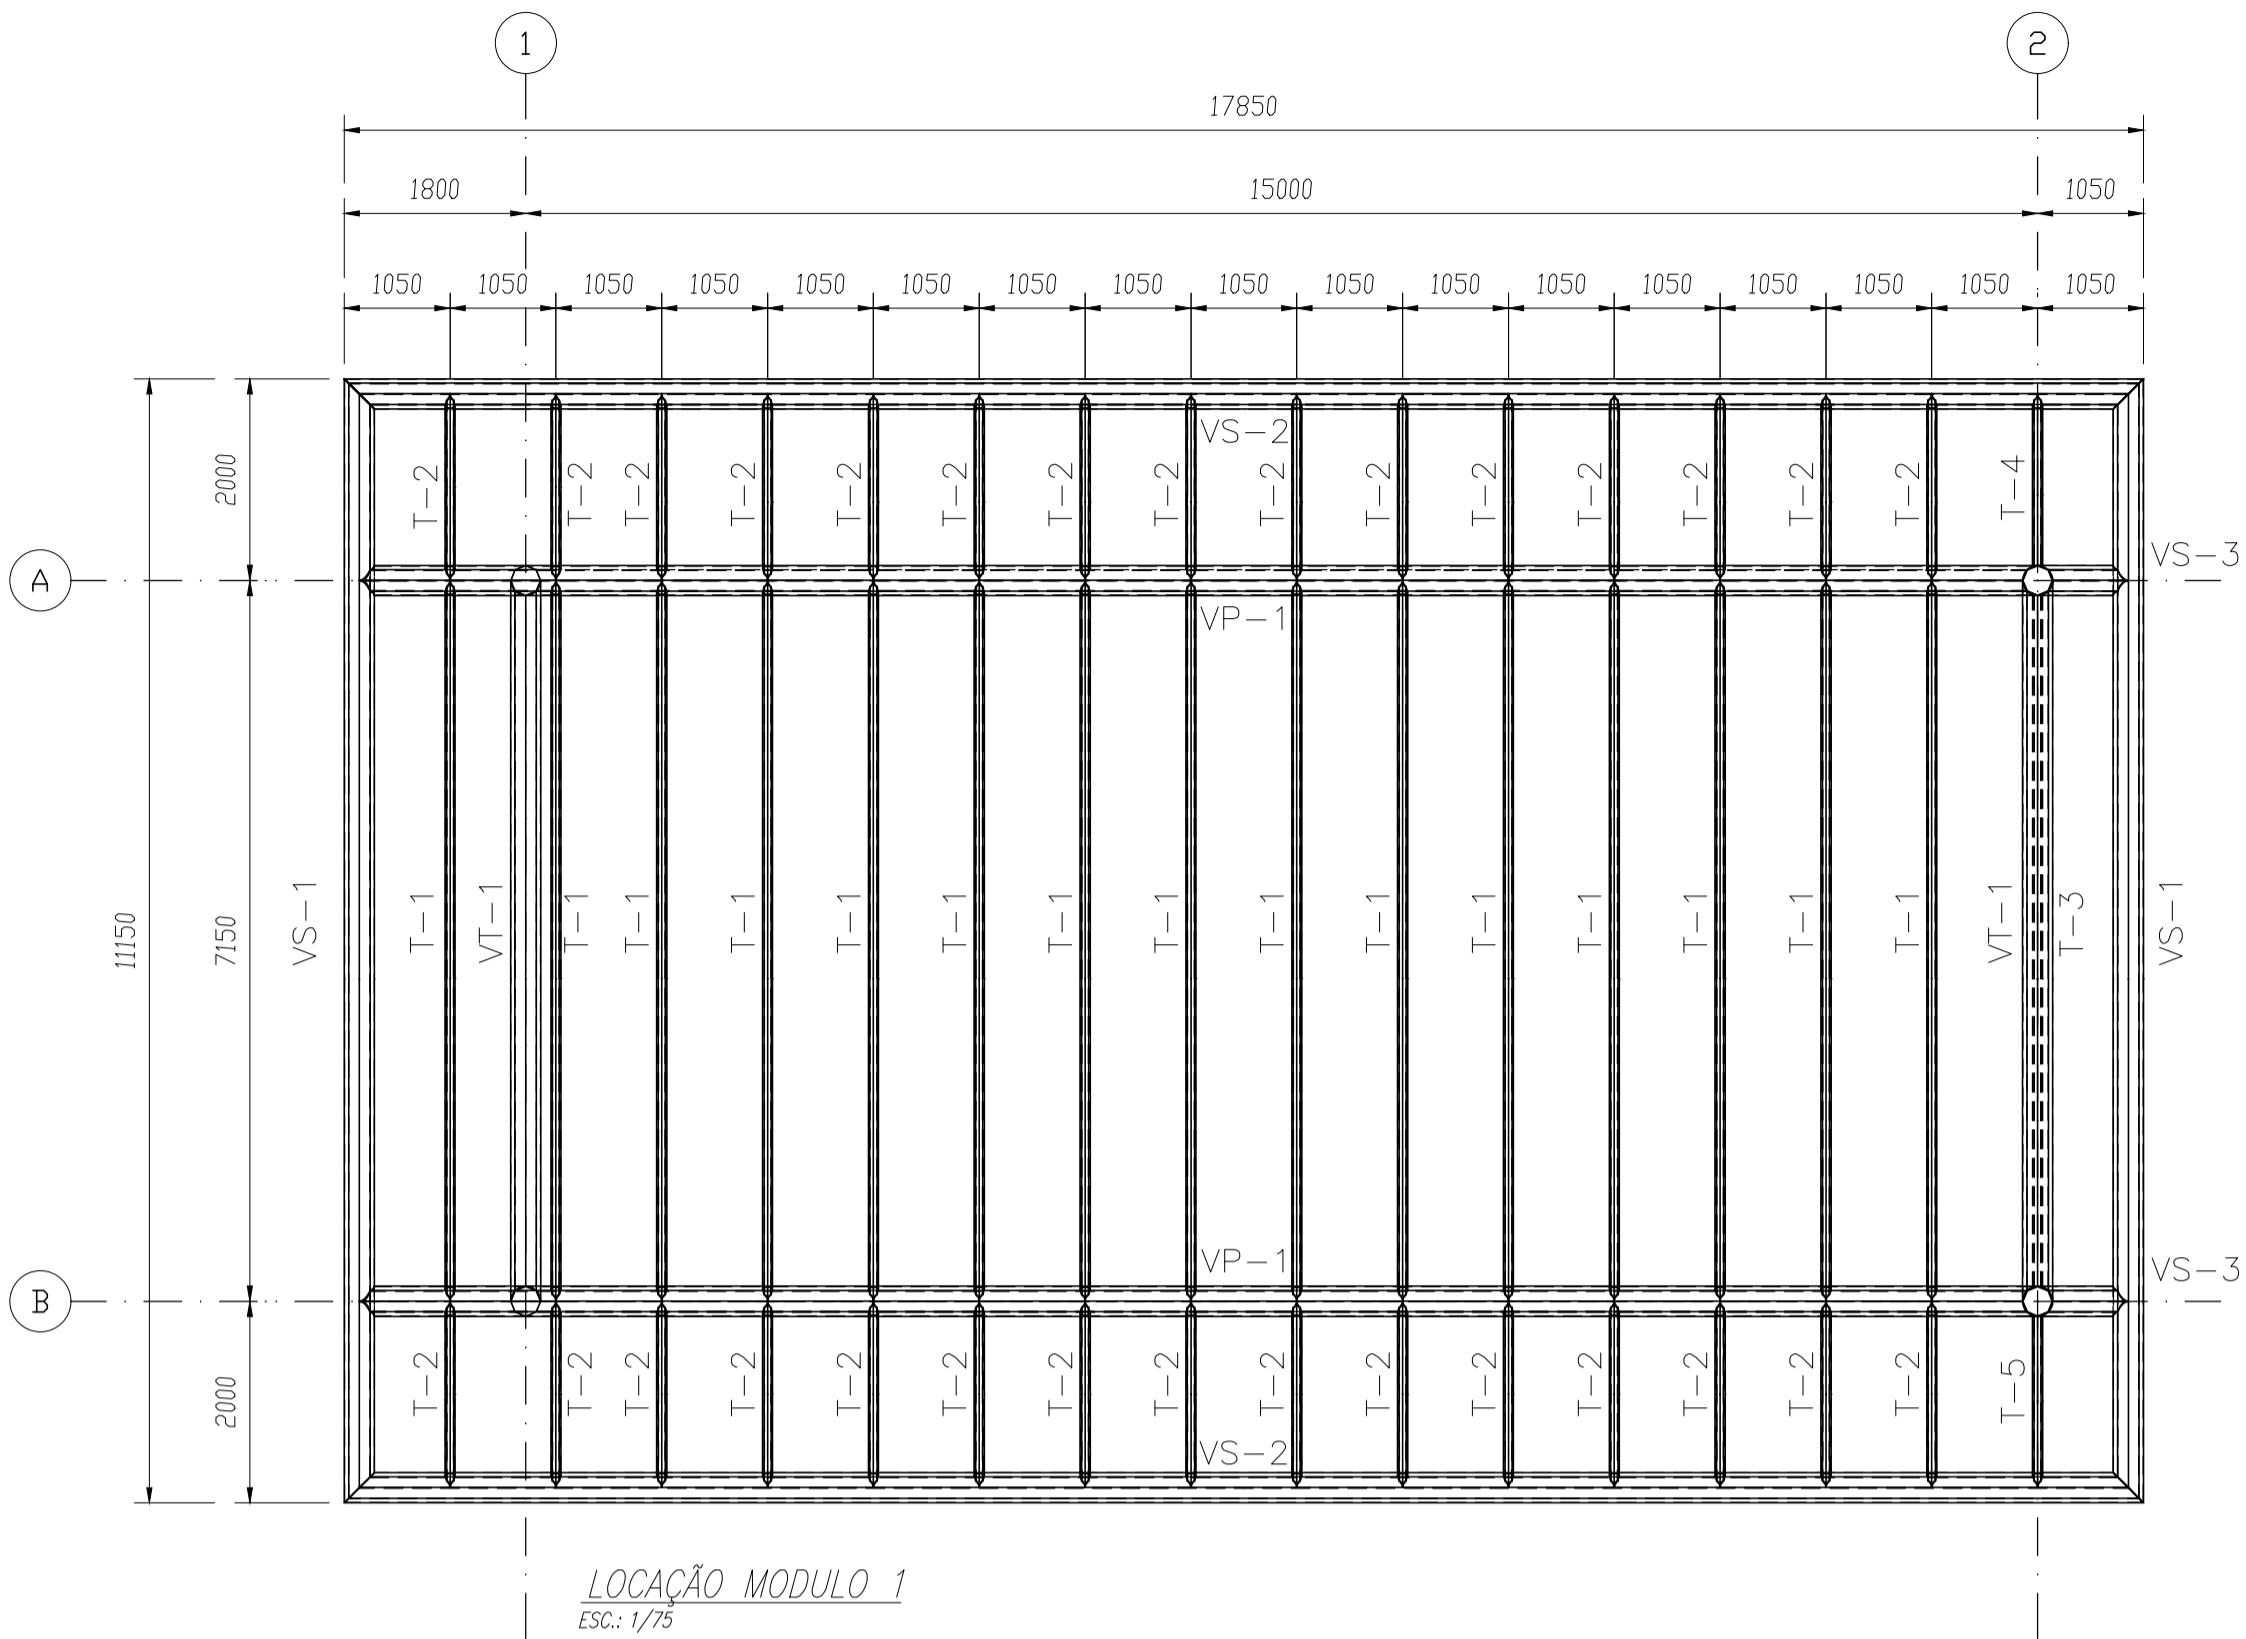 1 2
17850
1800 15000 1050
1050 1050 1050 1050 1050 1050 1050 1050 1050 1050 1050 1050 1050 1050 1050 1050 1050
VS-2
2000 T-2 T-2 T-2 T-2 T-2 T-2 T-2 T-2 T-2 T-2 T-2 T-2 T-2 T-2 T-2 T-4
A VS-3
VP-1
11150 7150 VS-1 T-1 VT-1 T-1 T-1 T-1 T-1 T-1 T-1 T-1 T-1 T-1 T-1 T-1 T-1 T-1 T-1 VT-1 T-3 VS-1
VP-1
B VS-3
2000 T-2 T-2 T-2 T-2 T-2 T-2 T-2 T-2 T-2 T-2 T-2 T-2 T-2 T-2 T-2 T-5
VS-2
LOCAÇÃO MODULO 1
ESC.: 1/75